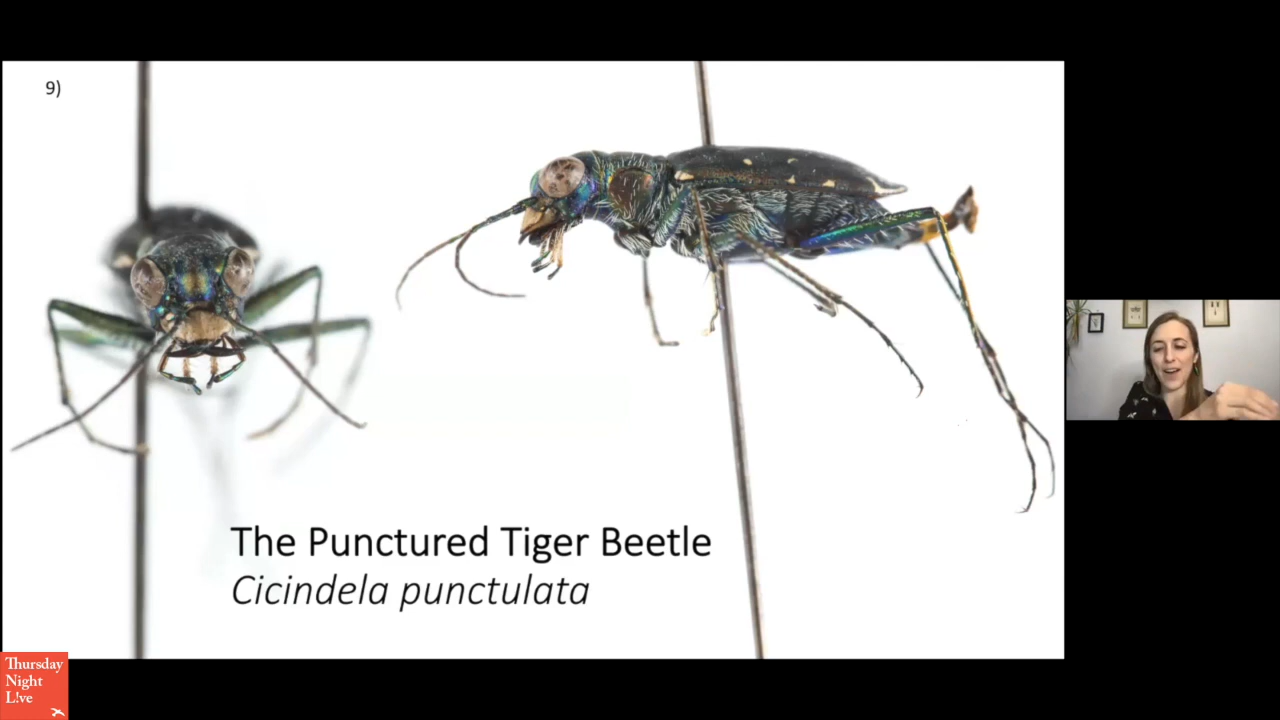 9)
The Punctured Tiger Beetle
Cicindela punctulata
Thursday
Night
L!ve